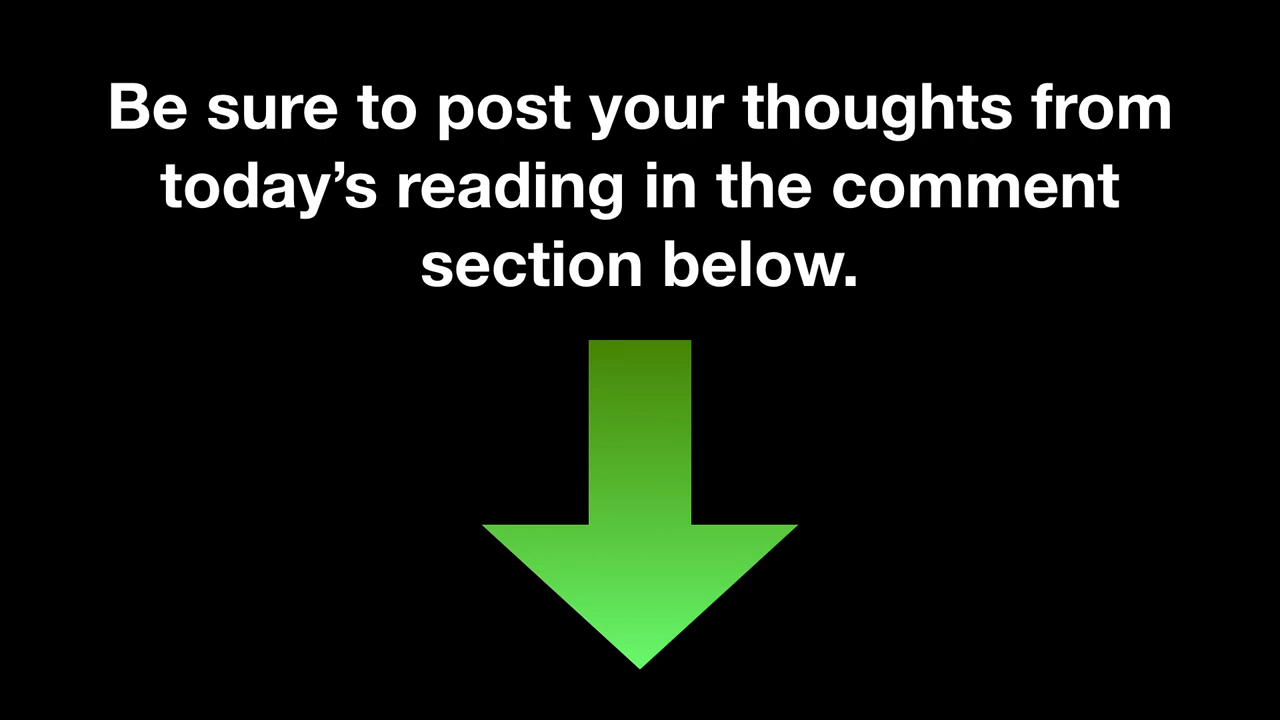 Be sure to post your thoughts from
today’s reading in the comment
section below.